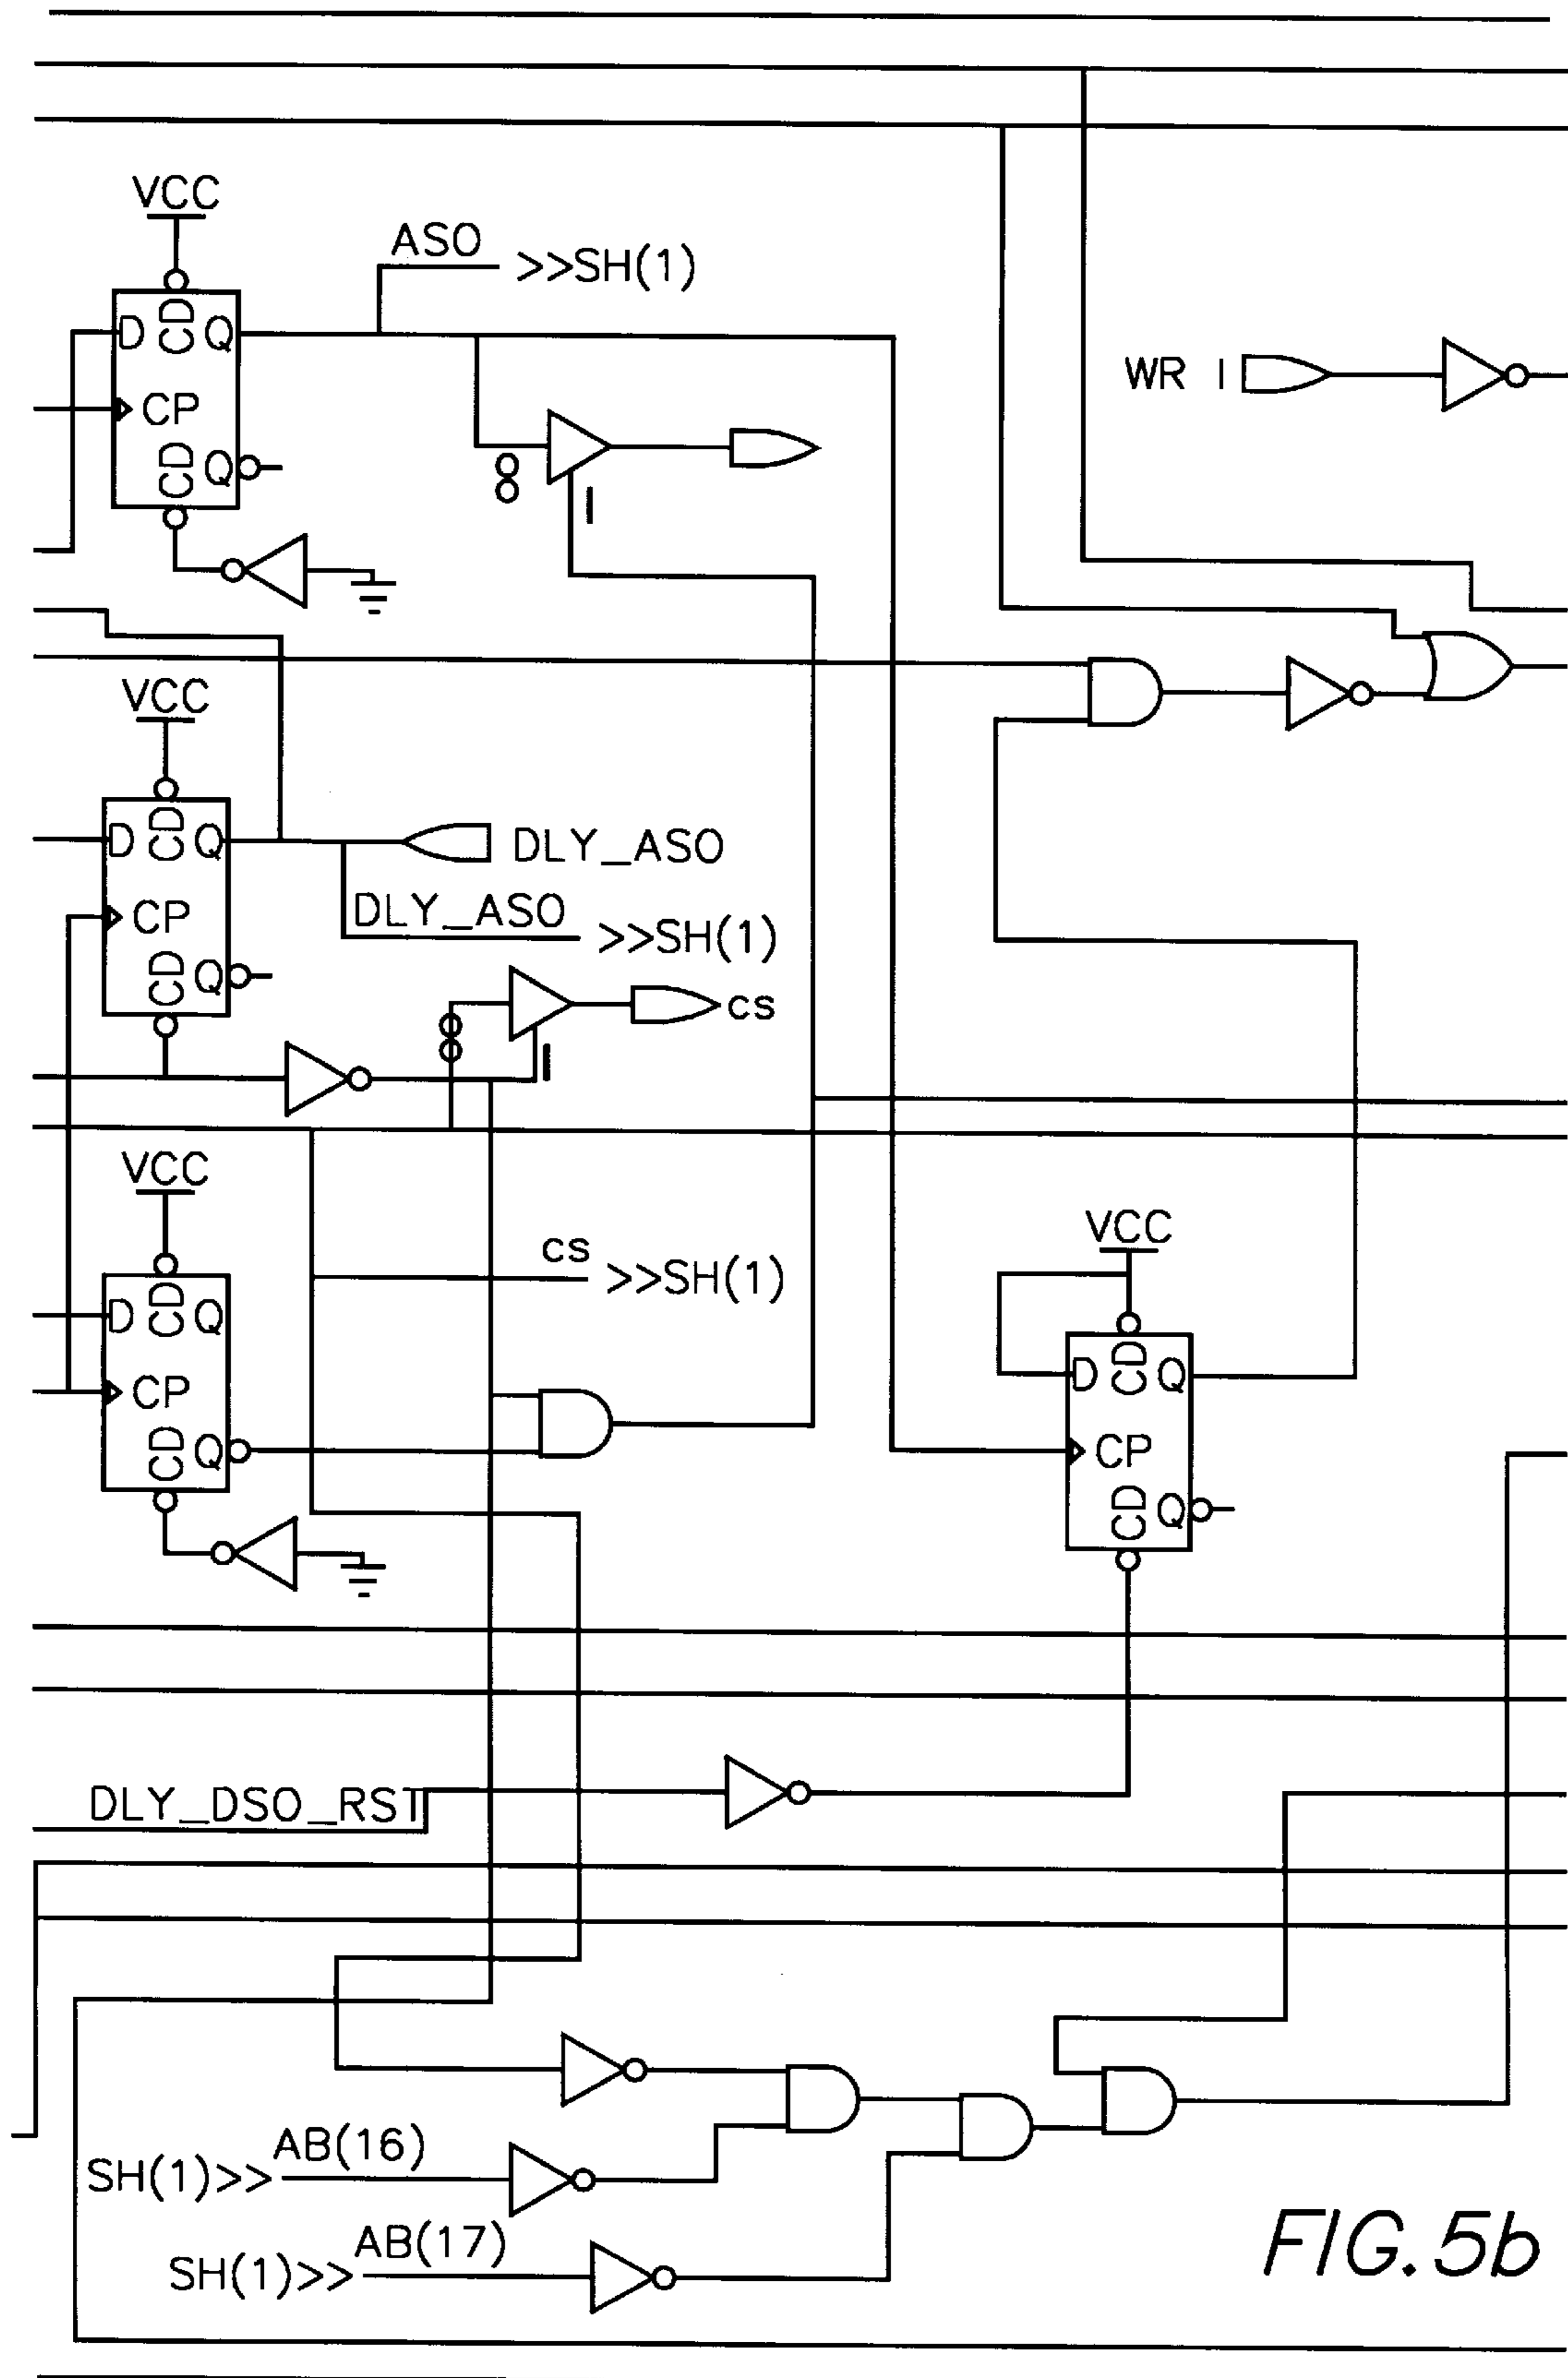 VCC
ASO
>>SH(1)
D CD Q
WR I
CP
CD Q
8
I
VCC
D CD Q
DLY_ASO
DLY_ASO
CP
>>SH(1)
CD Q
cs
8
I
VCC
cs
>>SH(1)
VCC
D CD Q
D CD Q
CP
CP
CD Q
CD Q
DLY_DSO_RST
AB(16)
SH(1)>>
AB(17)
SH(1)>>
FIG.5b